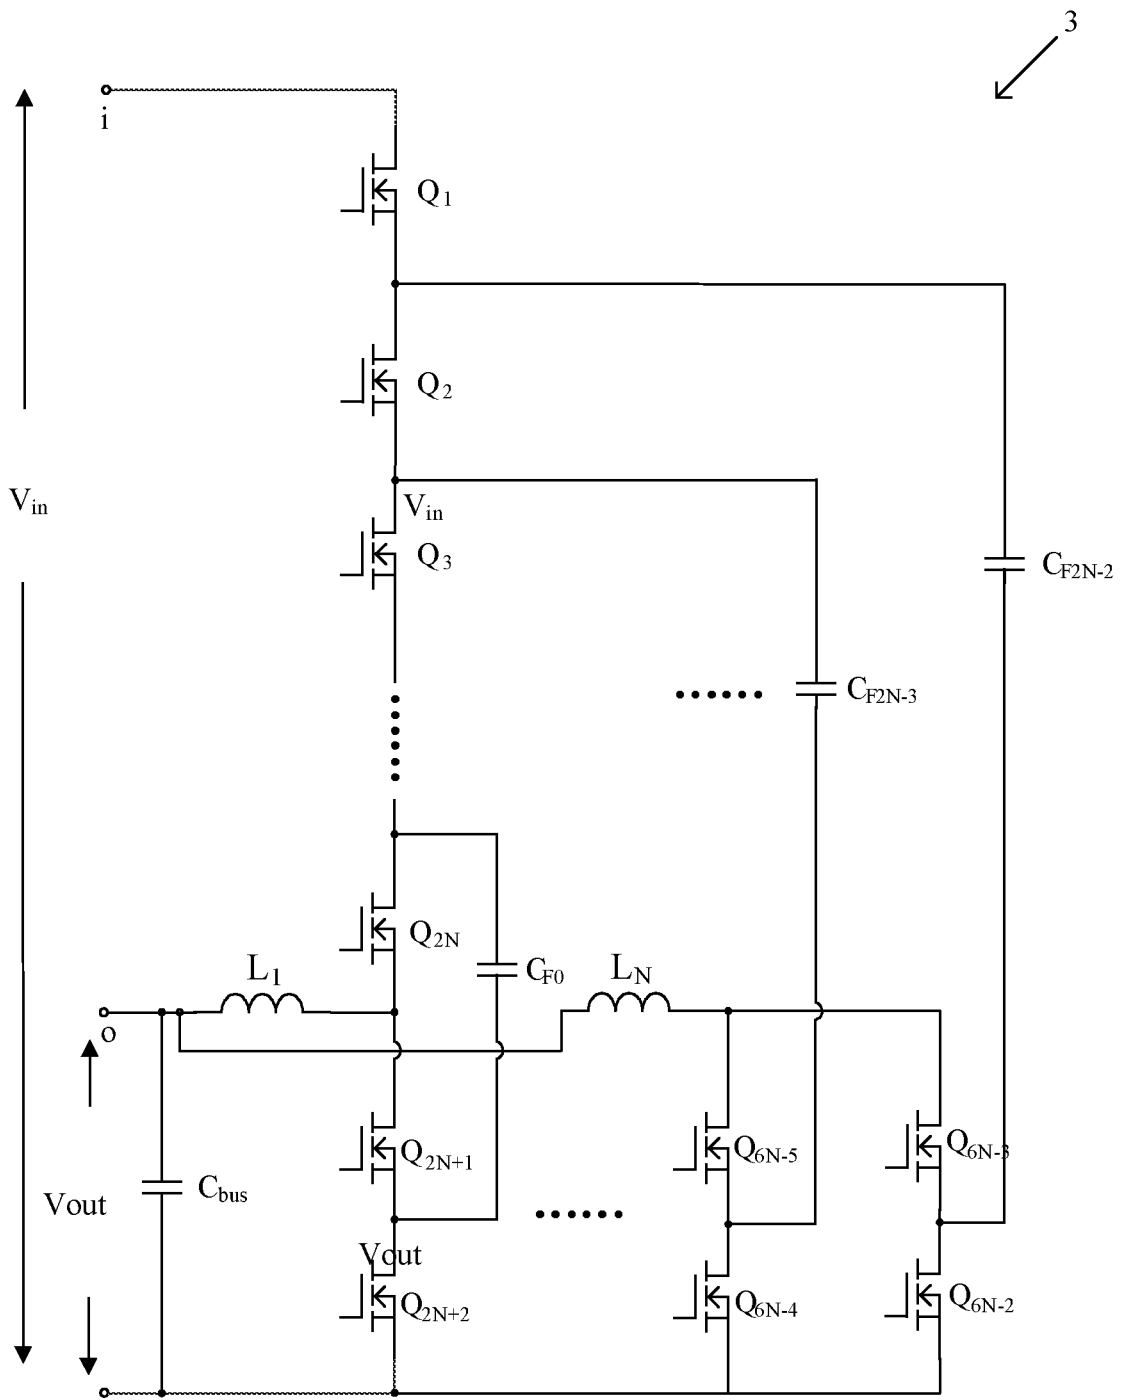 3
i
Q1
Q2
Vin
Vin
Q3
CF2N-2
CF2N-3
Q2N
CF0
L1
LN
o
Q2N+1
Q6N-5
Q6N-3
Cbus
Vout
Vout
Q2N+2
Q6N-4
Q6N-2